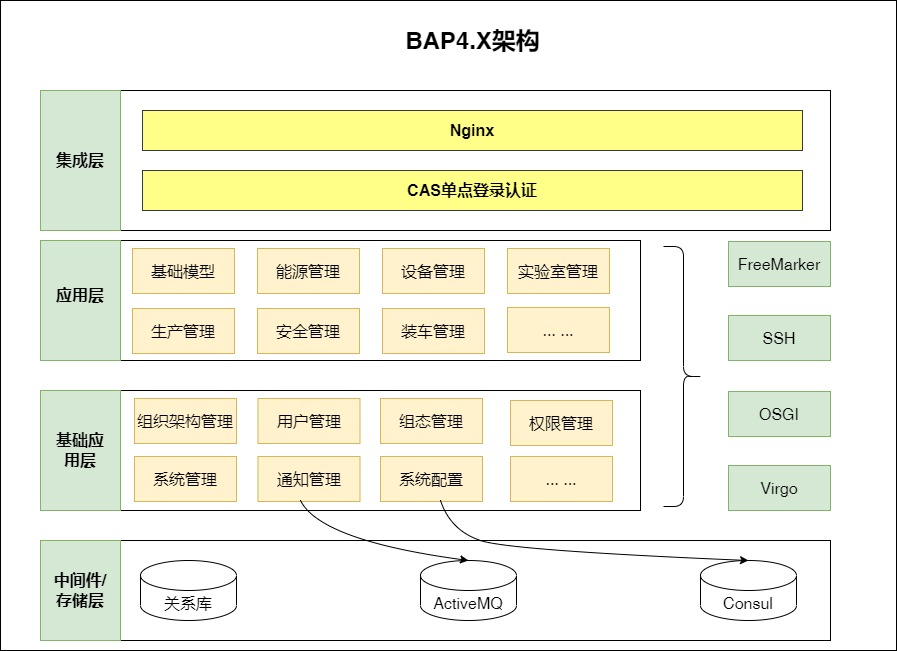 BAP4.X架构
集成层
Nginx
CAS单点登录认证
应用层
基础模型
能源管理
设备管理
实验室管理
生产管理
安全管理
装车管理
... ...
FreeMarker
SSH
OSGI
Virgo
基础应
用层
组织架构管理
用户管理
组态管理
权限管理
系统管理
通知管理
系统配置
... ...
中间件/
存储层
关系库
ActiveMQ
Consul